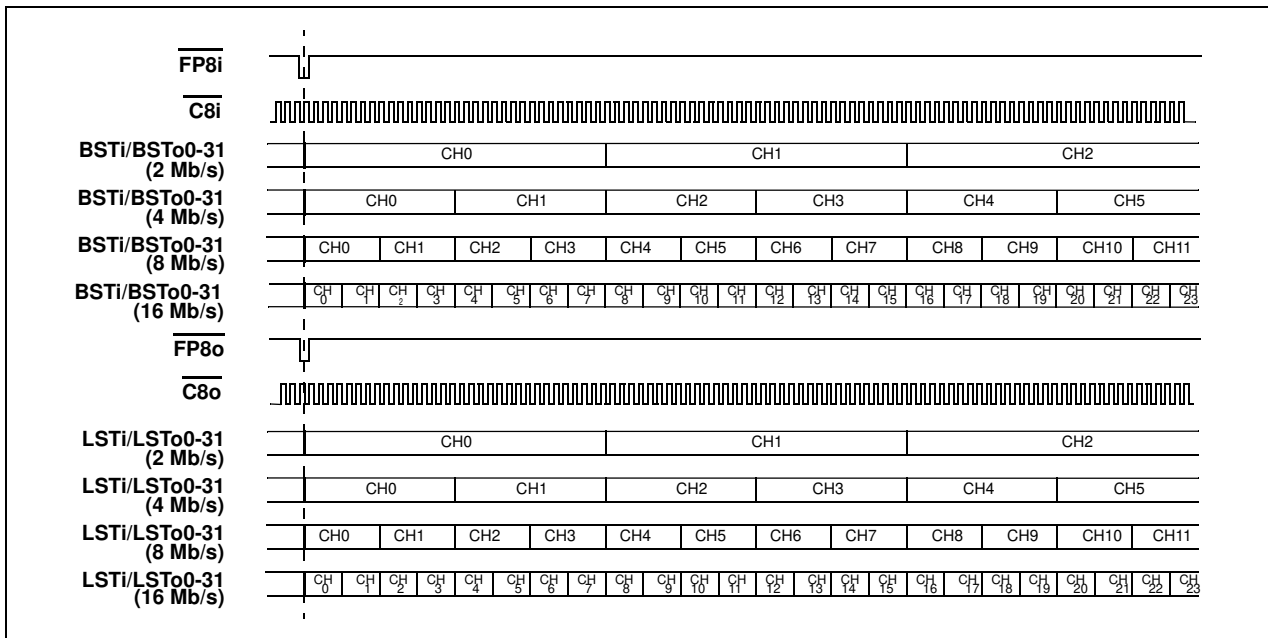 FP8i
C8i
BSTi/BSTo0-31
(2 Mb/s)
CH0 CH1 CH2
BSTi/BSTo0-31
(4 Mb/s)
CH0 CH1 CH2 CH3 CH4 CH5
BSTi/BSTo0-31
(8 Mb/s)
CH0 CH1 CH2 CH3 CH4 CH5 CH6 CH7 CH8 CH9 CH10 CH11
BSTi/BSTo0-31
(16 Mb/s)
CH CH CH CH CH CH CH CH CH CH CH CH CH CH CH CH CH CH CH CH CH CH CH CH
0 1 2 3 4 5 6 7 8 9 10 11 12 13 14 15 16 17 18 19 20 21 22 23
FP8o
C8o
LSTi/LSTo0-31
(2 Mb/s)
CH0 CH1 CH2
LSTi/LSTo0-31
(4 Mb/s)
CH0 CH1 CH2 CH3 CH4 CH5
LSTi/LSTo0-31
(8 Mb/s)
CH0 CH1 CH2 CH3 CH4 CH5 CH6 CH7 CH8 CH9 CH10 CH11
LSTi/LSTo0-31
(16 Mb/s)
CH CH CH CH CH CH CH CH CH CH CH CH CH CH CH CH CH CH CH CH CH CH CH CH
0 1 2 3 4 5 6 7 8 9 10 11 12 13 14 15 16 17 18 19 20 21 22 23